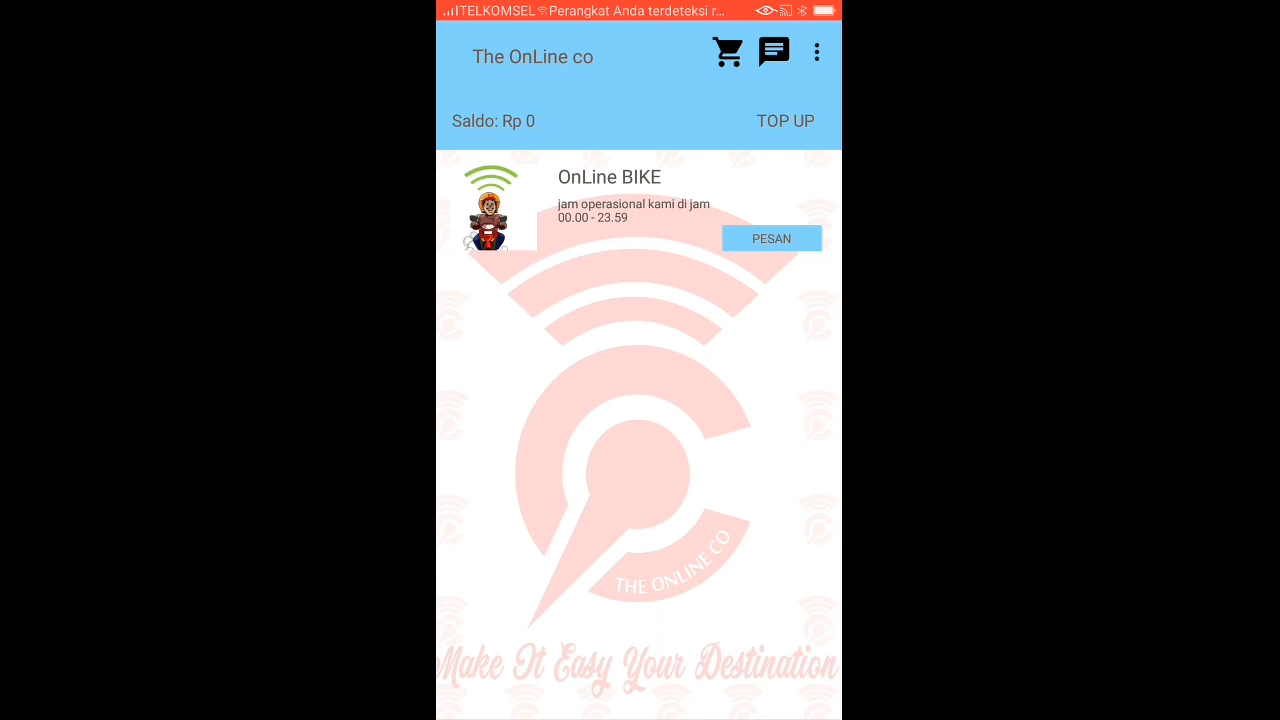 TELKOMSEL Perangkat Anda terdeteksi r...
The OnLine co
Saldo: Rp 0
TOP UP
OnLine BIKE
jam operasional kami di jam
00.00 - 23.59
PESAN
THE ONLINE CO
Make It Easy Your Destination